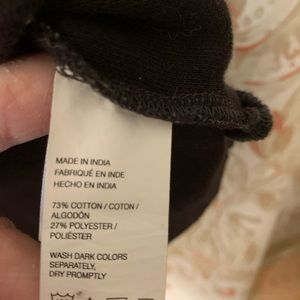 MADE IN INDIA
FABRIQUÉ EN INDE
HECHO EN INDIA
73% COTTON / COTON /
ALGODÓN
27% POLYESTER /
POLIÉSTER
WASH DARK COLORS
SEPARATELY,
DRY PROMPTLY